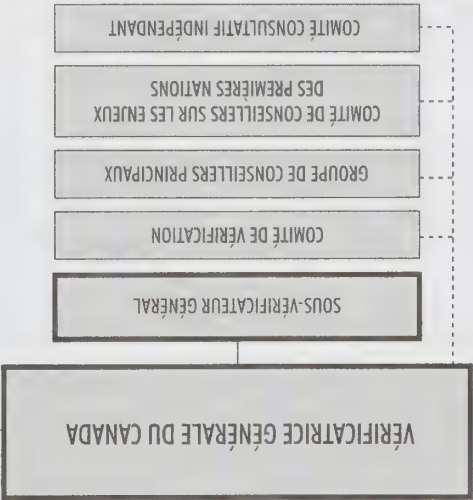 VÉRIFICATRICE GÉNÉRALE DU CANADA
SOUS-VÉRIFICATEUR GÉNÉRAL
COMITÉ DE VÉRIFICATION
GROUPE DE CONSEILLERS PRINCIPAUX
COMITÉ DE CONSEILLERS SUR LES ENJEUX
DES PREMIÈRES NATIONS
COMITÉ CONSULTATIF INDÉPENDANT